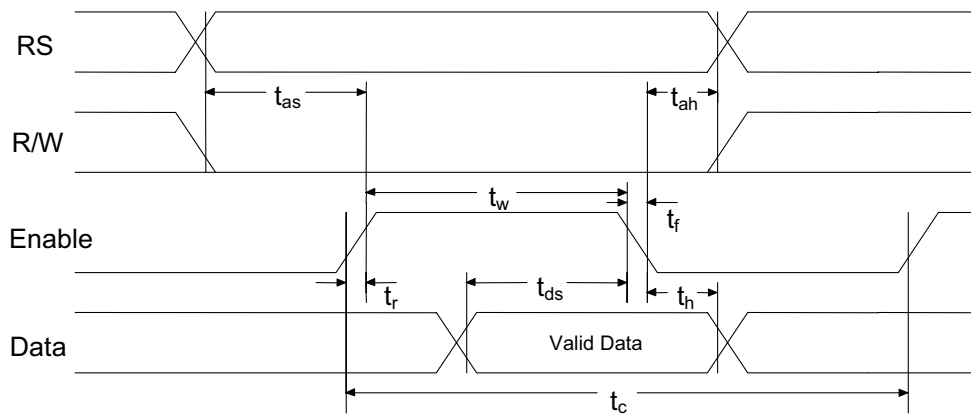 RS
t_as
t_ah
R/W
t_w
t_f
Enable
t_r
t_ds
t_h
Data
Valid Data
t_c